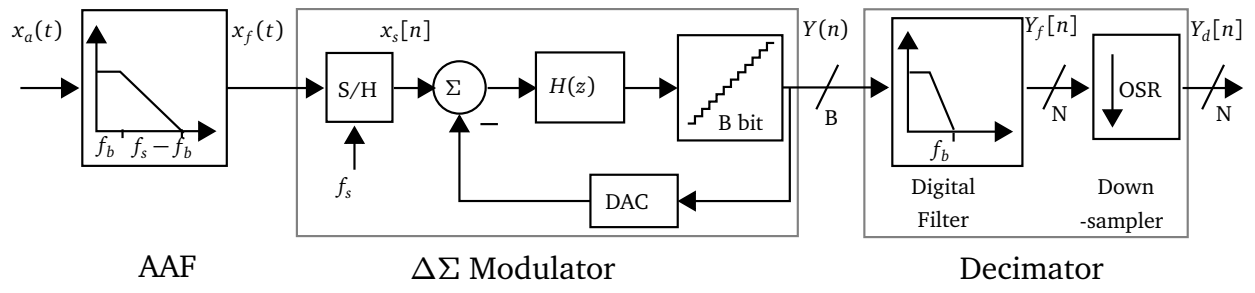 x_a(t)
x_f(t)
x_s[n]
Y(n)
Y_f[n]
Y_d[n]
S/H
Σ
H(z)
OSR
−
B bit
B
N
N
f_b
f_s − f_b
f_b
f_s
DAC
Digital
Filter
Down
-sampler
AAF
ΔΣ Modulator
Decimator